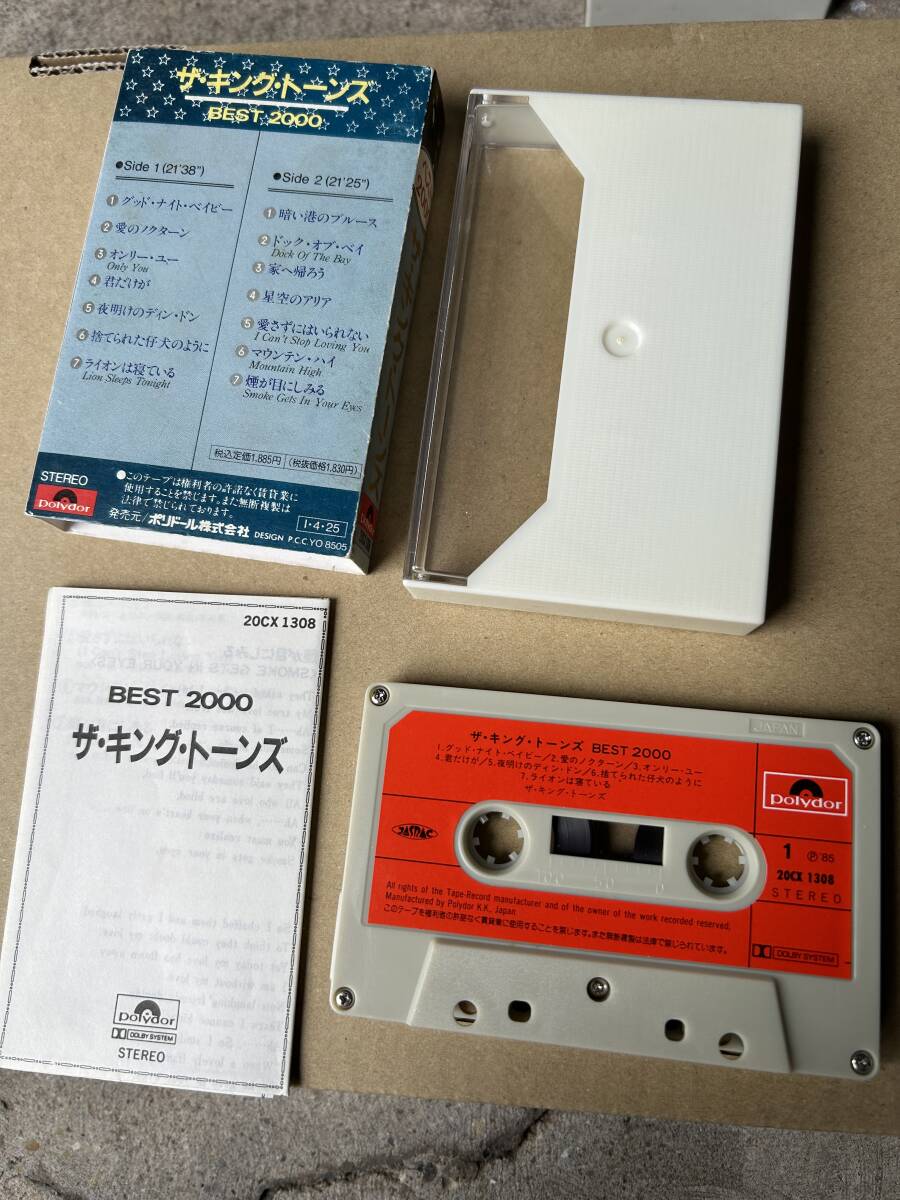 ザ・キング・トーンズ
BEST 2000
●Side 1 (21'38")
1 グッド・ナイト・ベイビー
2 愛のノクターン
3 オンリー・ユー
Only You
4 君だけが
5 夜明けのディン・ドン
6 捨てられた仔犬のように
7 ライオンは寝ている
Lion Sleeps Tonight
●Side 2 (21'25")
1 暗い港のブルース
2 ドック・オブ・ベイ
Dock Of The Bay
3 家へ帰ろう
4 星空のアリア
5 愛さずにはいられない
I Can't Stop Loving You
6 マウンテン・ハイ
Mountain High
7 煙が目にしみる
Smoke Gets In Your Eyes
税込定価1,885円 (税抜価格1,830円)
STEREO
polydor
●このテープは権利者の許諾なく賃貸業に
使用することを禁じます。また無断複製は
法律で禁じられております。
発売元/ポリドール株式会社
DESIGN P.C.C. YO 8505
I・4・25
20CX 1308
BEST 2000
ザ・キング・トーンズ
polydor
DOLBY SYSTEM
STEREO
JAPAN
ザ・キング・トーンズ BEST 2000
1.グッド・ナイト・ベイビー/2.愛のノクターン/3.オンリー・ユー
4.君だけが/5.夜明けのディン・ドン/6.捨てられた仔犬のように
7.ライオンは寝ている
ザ・キング・トーンズ
polydor
JASRAC
1 Ⓟ'85
20CX 1308
STEREO
100 50 0
All rights of the Tape-Record manufacturer and of the owner of the work recorded reserved.
Manufactured by Polydor K.K., Japan
このテープを権利者の許諾なく賃貸業に使用することを禁じます。また無断複製は法律で禁じられています。
DOLBY SYSTEM